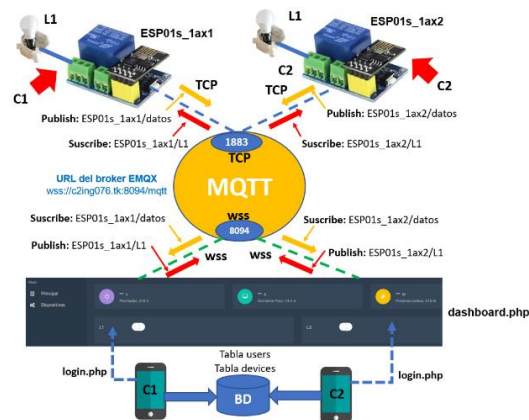 L1
ESP01s_1ax1
L1
ESP01s_1ax2
C1
TCP
C2
TCP
C2
Publish: ESP01s_1ax1/datos
Publish: ESP01s_1ax2/datos
Suscribe: ESP01s_1ax1/L1
Suscribe: ESP01s_1ax2/L1
1883
TCP
URL del broker EMQX
wss://c2ing076.tk:8094/mqtt
MQTT
wss
8094
Suscribe: ESP01s_1ax1/datos
Suscribe: ESP01s_1ax2/datos
Publish: ESP01s_1ax1/L1
Publish: ESP01s_1ax2/L1
wss
wss
Principal
Dispositivos
L1
L2
dashboard.php
login.php
Tabla users
Tabla devices
login.php
C1
BD
C2